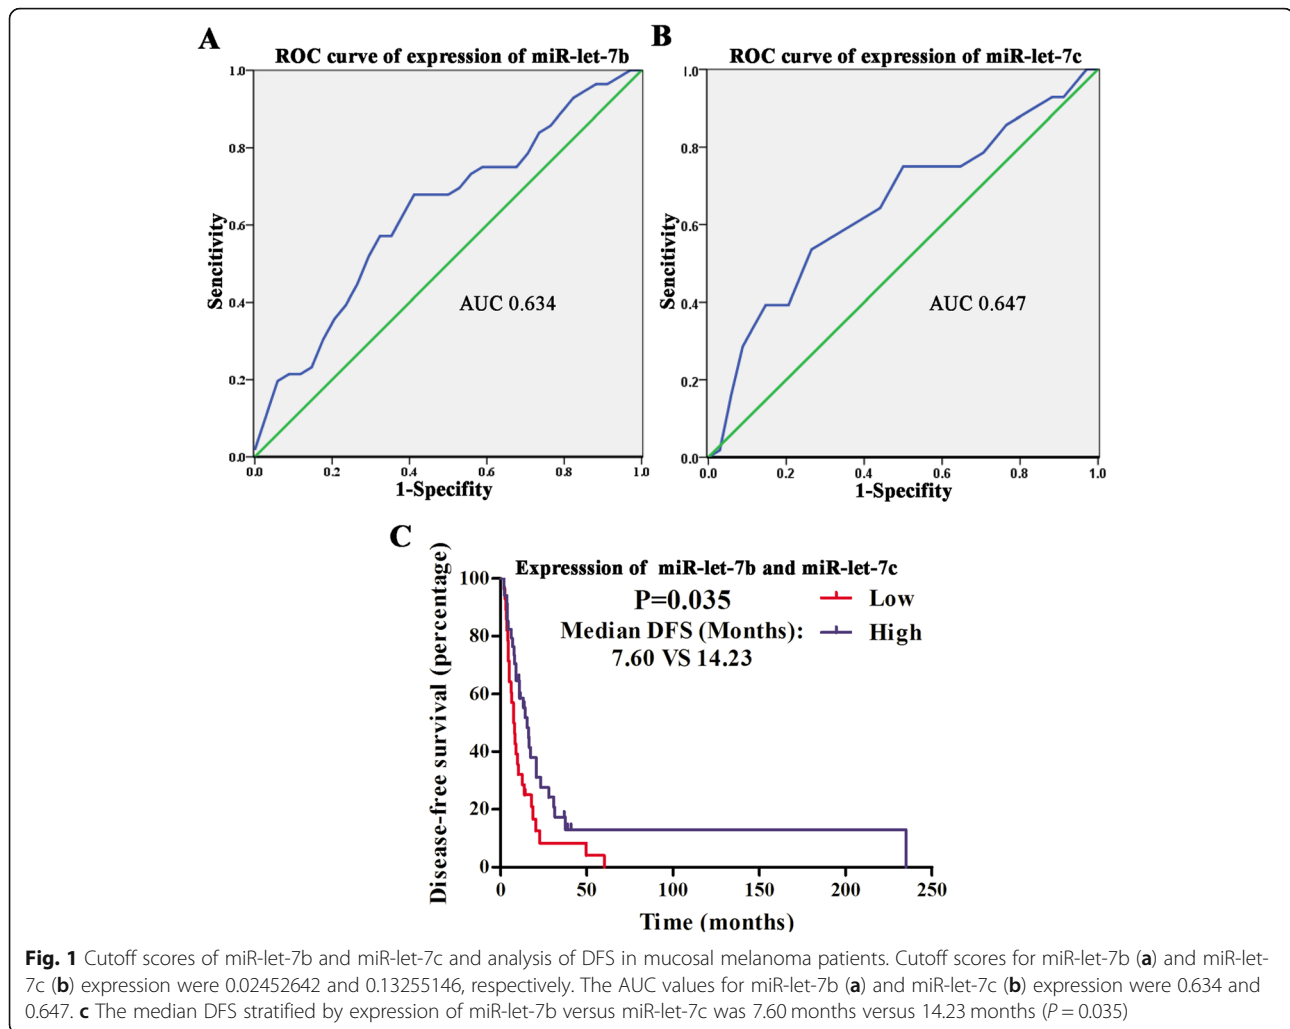 A
ROC curve of expression of miR-let-7b
1.0
0.8
0.6
0.4
0.2
0.0
Sencitivity
AUC 0.634
0.0 0.2 0.4 0.6 0.8 1.0
1-Specifity
B
ROC curve of expression of miR-let-7c
1.0
0.8
0.6
0.4
0.2
0.0
Sencitivity
AUC 0.647
0.0 0.2 0.4 0.6 0.8 1.0
1-Specifity
C
Expresssion of miR-let-7b and miR-let-7c
P=0.035
Median DFS (Months):
7.60 VS 14.23
Low
High
Disease-free survival (percentage)
100
80
60
40
20
0
0 50 100 150 200 250
Time (months)
Fig. 1 Cutoff scores of miR-let-7b and miR-let-7c and analysis of DFS in mucosal melanoma patients. Cutoff scores for miR-let-7b (a) and miR-let-
7c (b) expression were 0.02452642 and 0.13255146, respectively. The AUC values for miR-let-7b (a) and miR-let-7c (b) expression were 0.634 and
0.647. c The median DFS stratified by expression of miR-let-7b versus miR-let-7c was 7.60 months versus 14.23 months (P = 0.035)